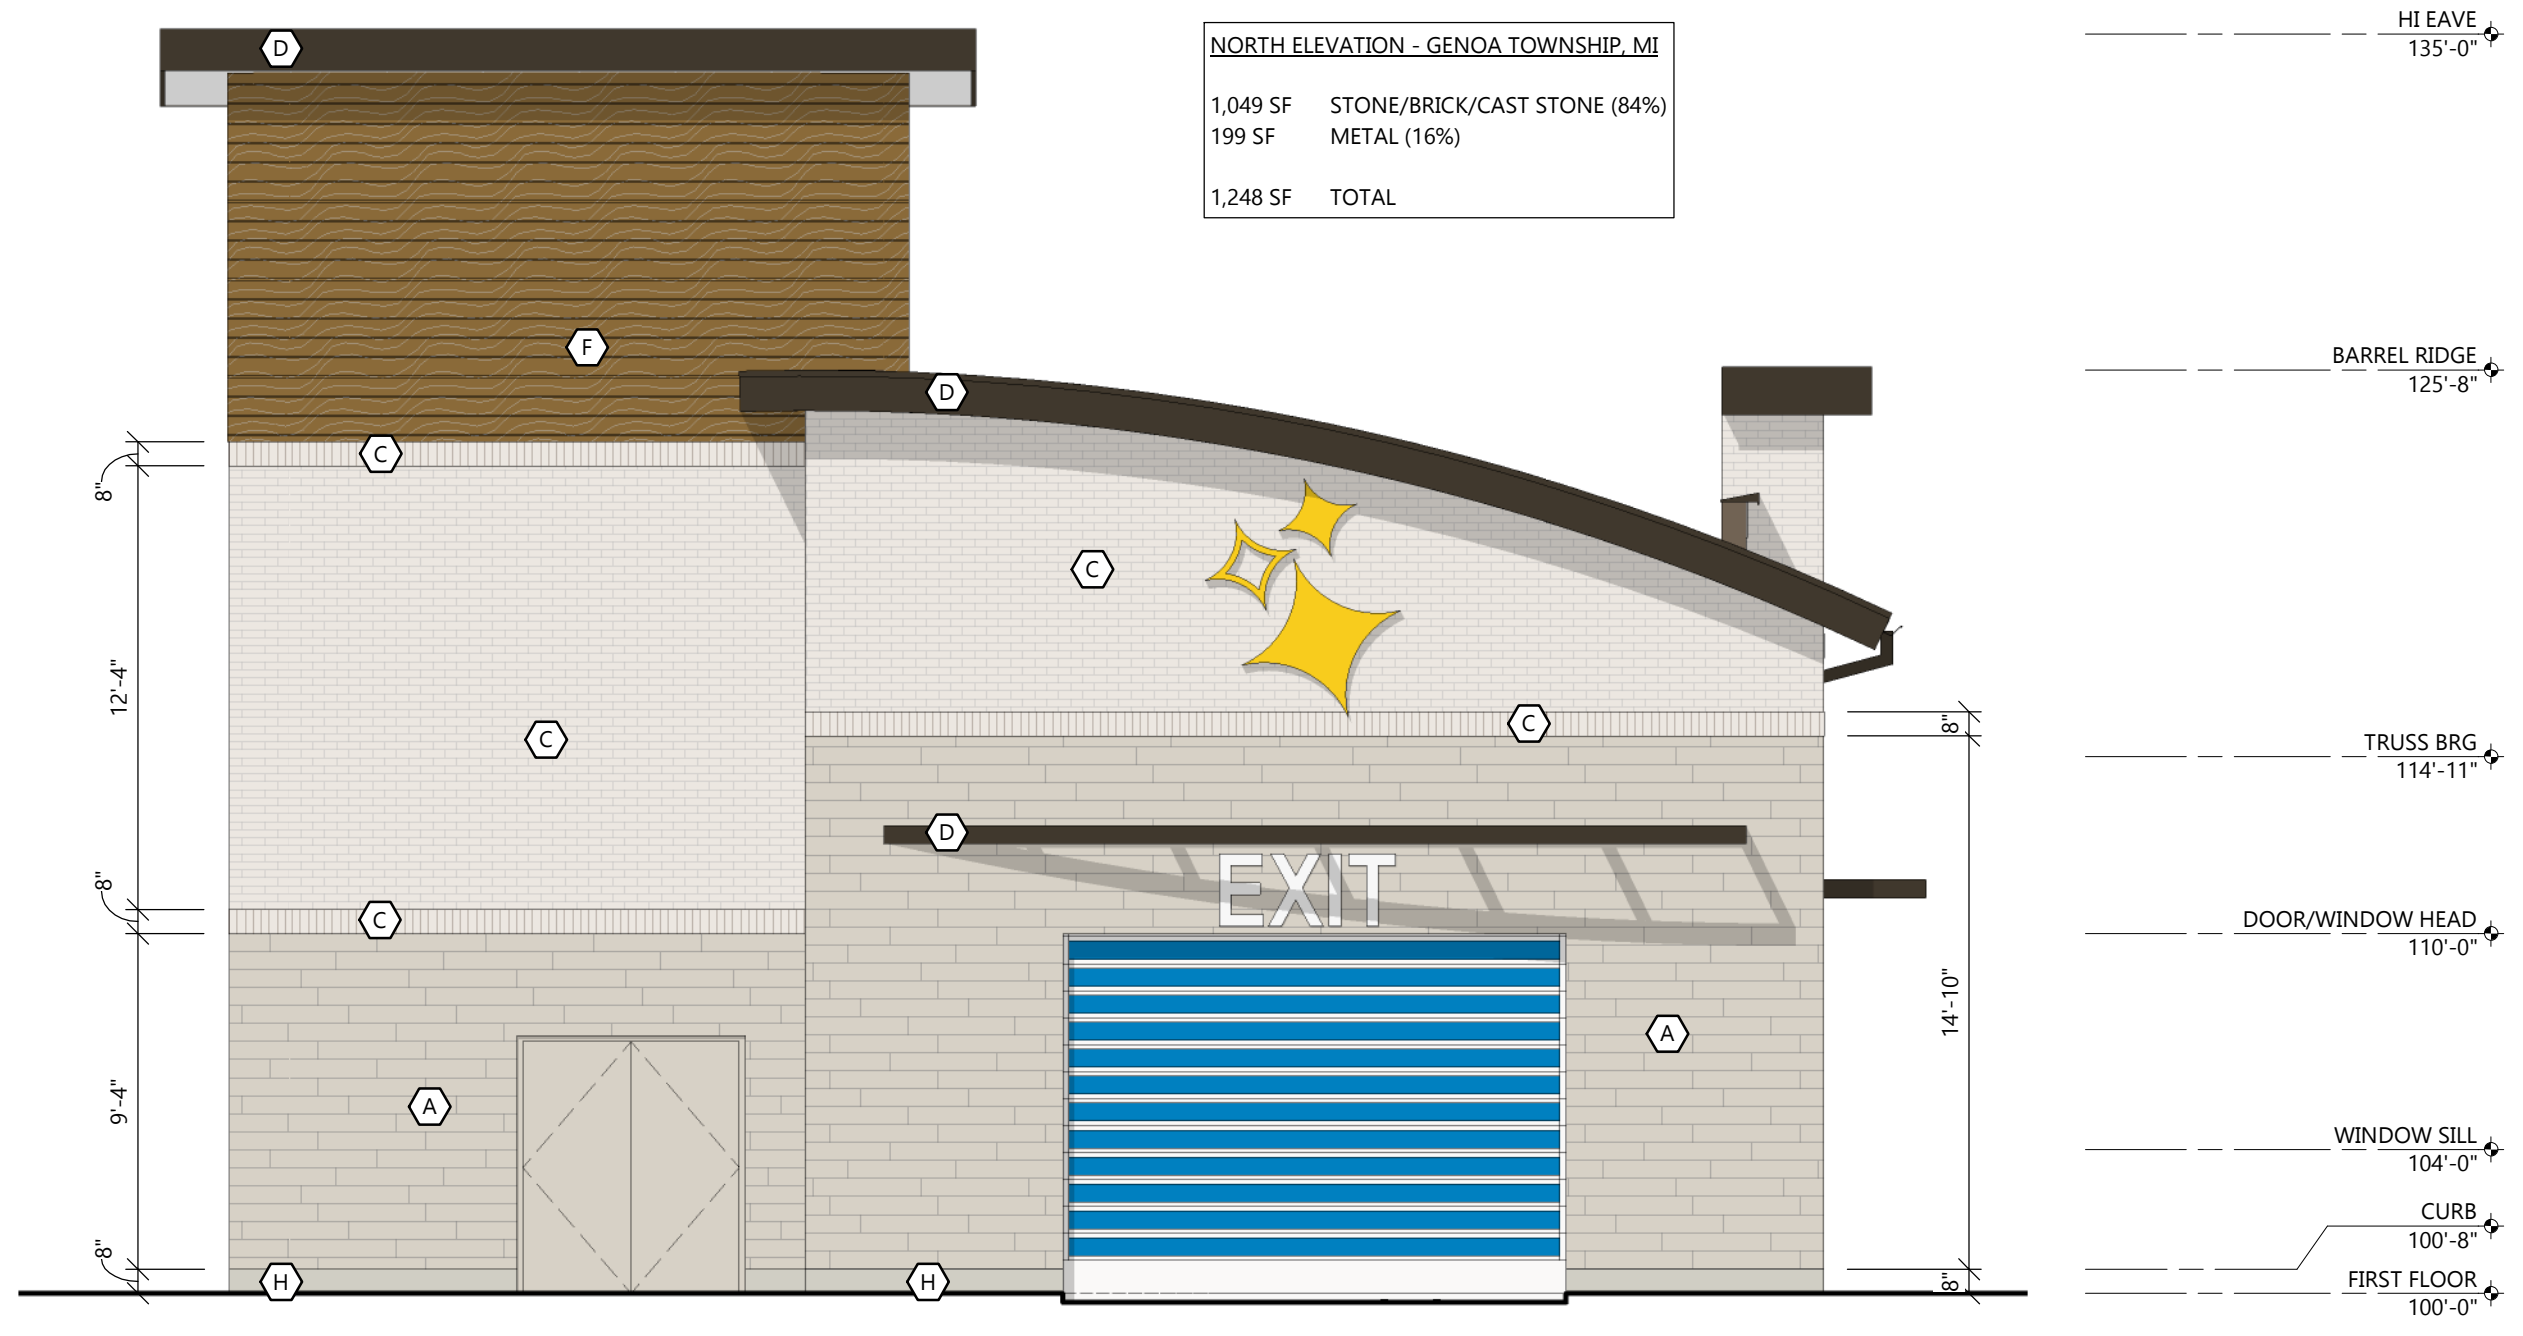 NORTH ELEVATION - GENOA TOWNSHIP, MI
1,049 SF STONE/BRICK/CAST STONE (84%)
199 SF METAL (16%)
1,248 SF TOTAL
HI EAVE
135'-0"
BARREL RIDGE
125'-8"
TRUSS BRG
114'-11"
DOOR/WINDOW HEAD
110'-0"
WINDOW SILL
104'-0"
CURB
100'-8"
FIRST FLOOR
100'-0"
D
F
D
C
C
C
C
D
EXIT
C
A
A
H
H
8"
12'-4"
8"
9'-4"
8"
8"
14'-10"
8"